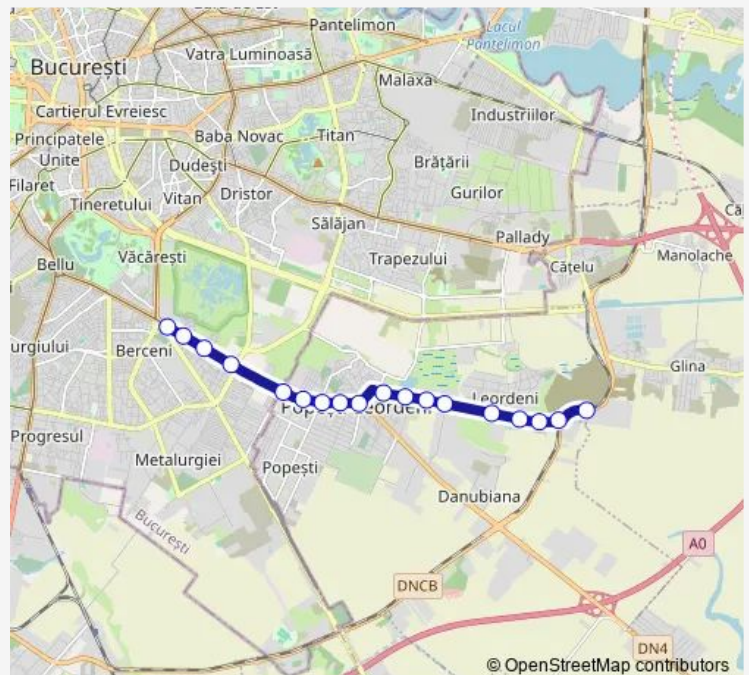 Pantelimon
Lacul
Pantelimon
Vatra Luminoasă
București
Malaxa
Cartierul Evreiesc
Industriilor
Principatele
Unite
Baba Novac
Titan
Dudești
Brățării
Filaret
Vitan
Dristor
Gurilor
Tineretului
Sălăjan
Pallady
Bellu
Văcărești
Trapezului
Cățelu
Manolache
urgiului
Berceni
Glina
Leordeni
Progresul
Metalurgiei
Popești
Danubiana
București
A0
DNCB
DN4
© OpenStreetMap contributors